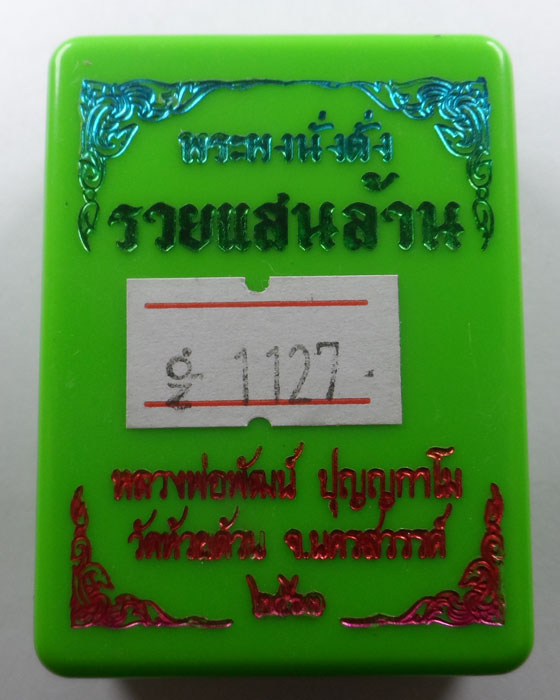 พระผงนั่งตั่ง
รวยแสนล้าน
№ 1127
หลวงพ่อพัฒน์ ปุญญกาโม
วัดห้วยด้วน จ.นครสวรรค์
๒๕๖๓